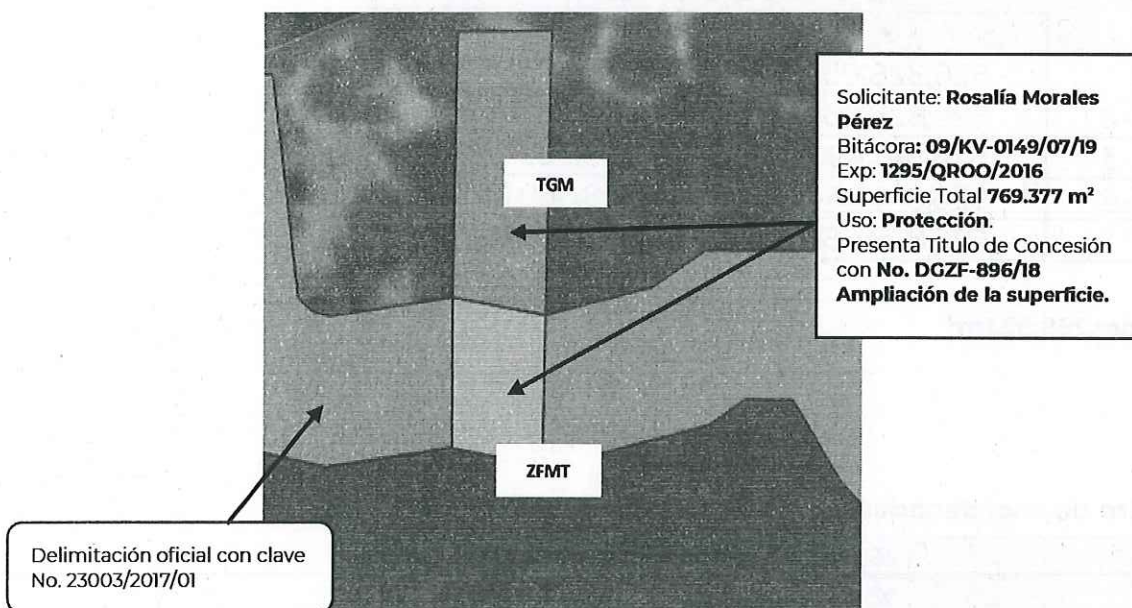 Solicitante: Rosalía Morales
Pérez
Bitácora: 09/KV-0149/07/19
Exp: 1295/QROO/2016
Superficie Total 769.377 m²
Uso: Protección.
Presenta Titulo de Concesión
con No. DGZF-896/18
Ampliación de la superficie.
TGM
ZFMT
Delimitación oficial con clave
No. 23003/2017/01